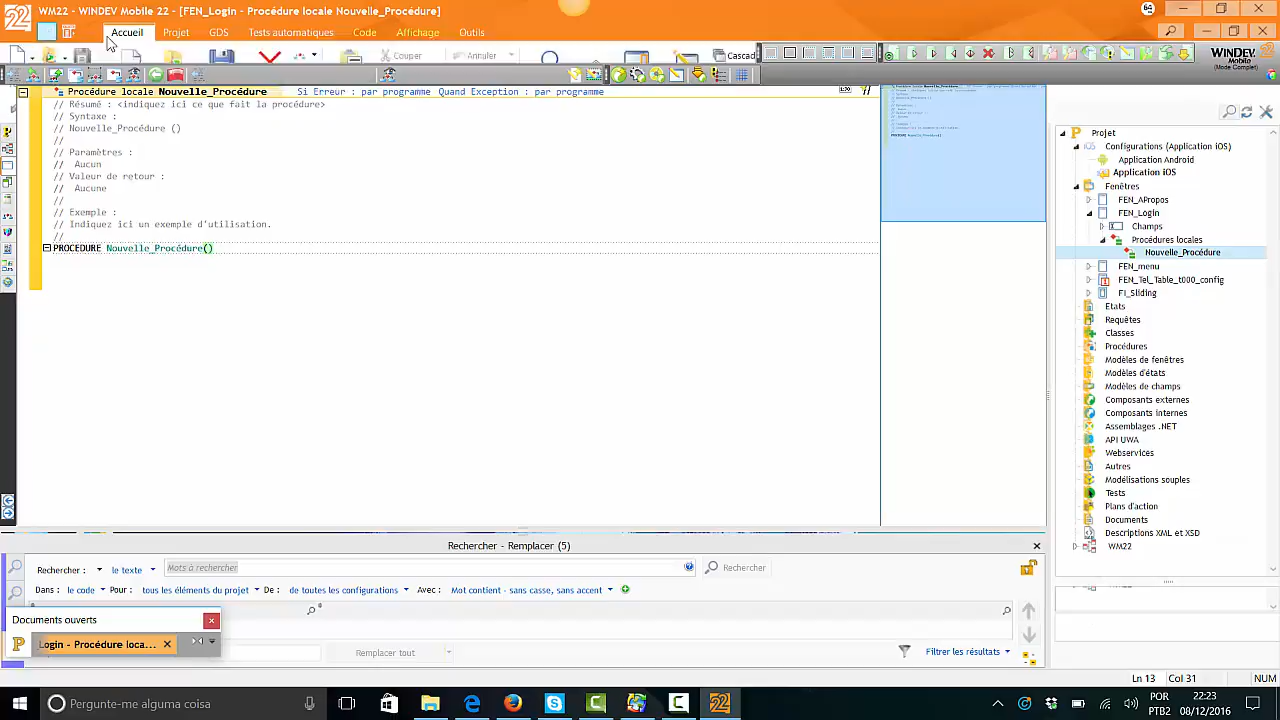 WM22 - WINDEV Mobile 22 - [FEN_Login - Procédure locale Nouvelle_Procédure]
64
Accueil Projet GDS Tests automatiques Code Affichage Outils
Couper Annuler Cascad
WINDEV Mobile
(Mode Complet)
Procédure locale Nouvelle_Procédure Si Erreur : par programme Quand Exception : par programme
// Résumé : <indiquez ici ce que fait la procédure>
// Syntaxe :
// Nouvelle_Procédure ()
//
// Paramètres :
// Aucun
// Valeur de retour :
// Aucune
//
// Exemple :
// Indiquez ici un exemple d'utilisation.
//
PROCEDURE Nouvelle_Procédure()
Projet
Configurations (Application iOS)
Application Android
Application iOS
Fenêtres
FEN_APropos
FEN_Login
Champs
Procédures locales
Nouvelle_Procédure
FEN_menu
FEN_Tel_Table_t000_config
FI_Sliding
Etats
Requêtes
Classes
Procédures
Modèles de fenêtres
Modèles d'états
Modèles de champs
Composants externes
Composants internes
Assemblages .NET
API UWA
Webservices
Autres
Modélisations souples
Tests
Plans d'action
Documents
Descriptions XML et XSD
WM22
Rechercher - Remplacer (5)
Rechercher : le texte Mots à rechercher Rechercher
Dans : le code Pour : tous les éléments du projet De : de toutes les configurations Avec : Mot contient - sans casse, sans accent
Documents ouverts
Login - Procédure loca...
Remplacer tout Filtrer les résultats
Ln 13 Col 31 NUM
Pergunte-me alguma coisa
22
POR
PTB2
22:23
08/12/2016